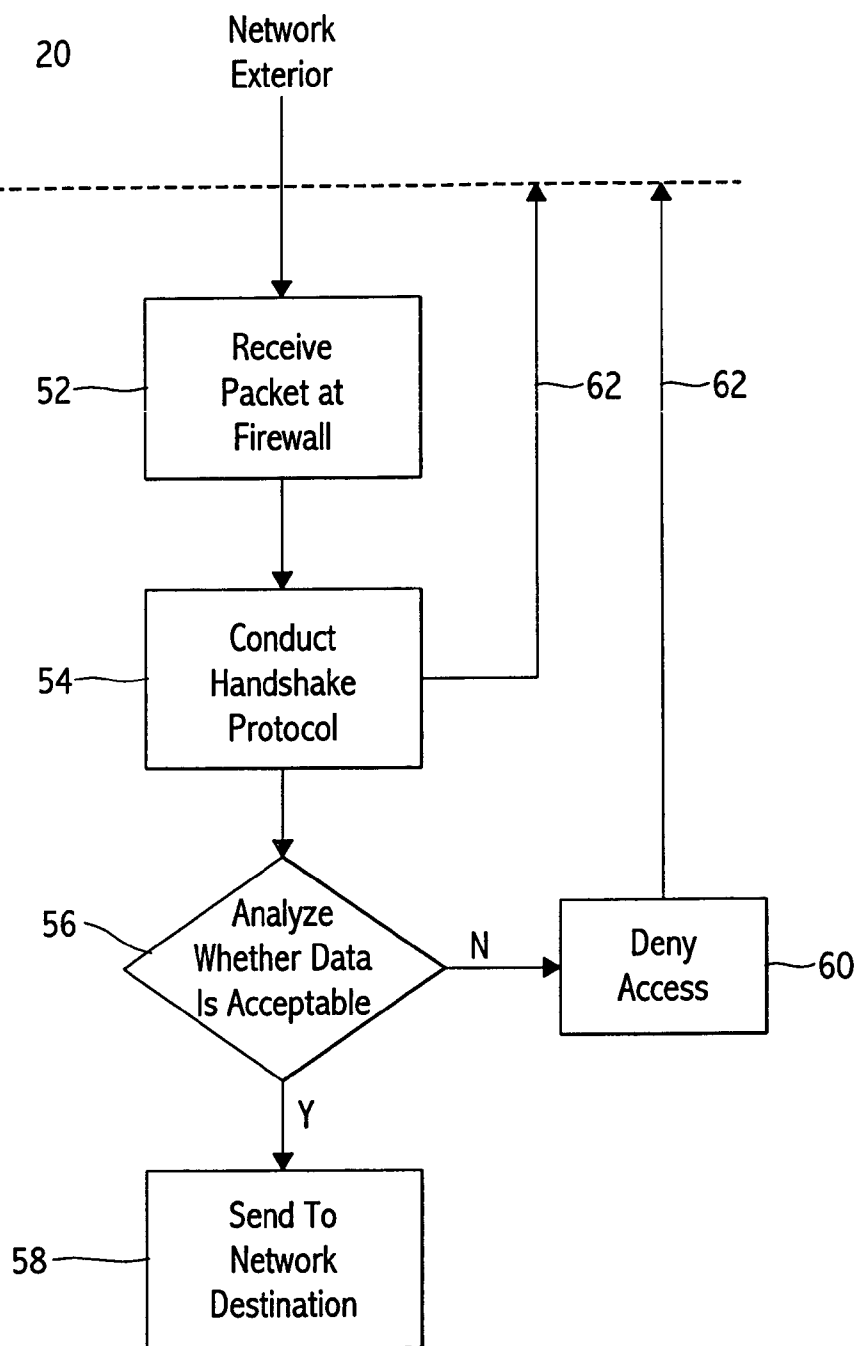 20
Network
Exterior
52
Receive
Packet at
Firewall
62
62
54
Conduct
Handshake
Protocol
56
Analyze
Whether Data
Is Acceptable
N
Deny
Access
60
Y
58
Send To
Network
Destination